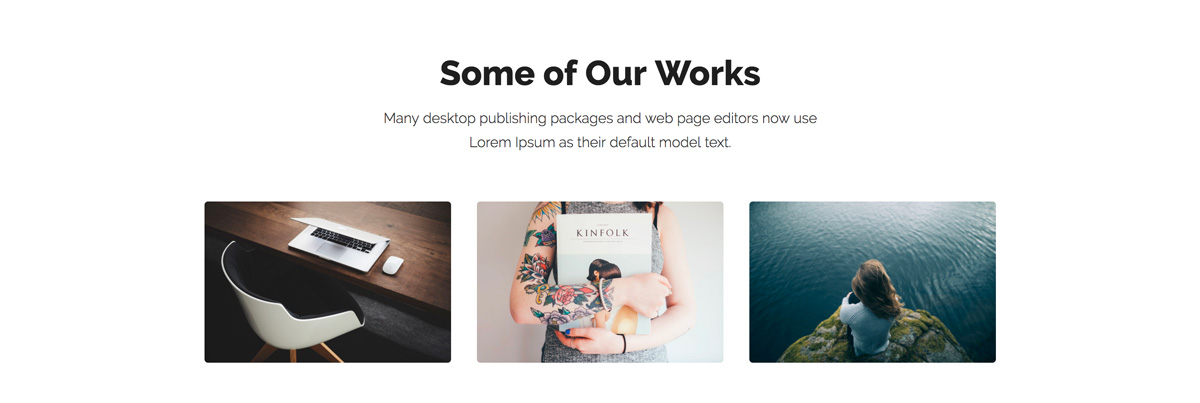 Some of Our Works
Many desktop publishing packages and web page editors now use
Lorem Ipsum as their default model text.
KINFOLK